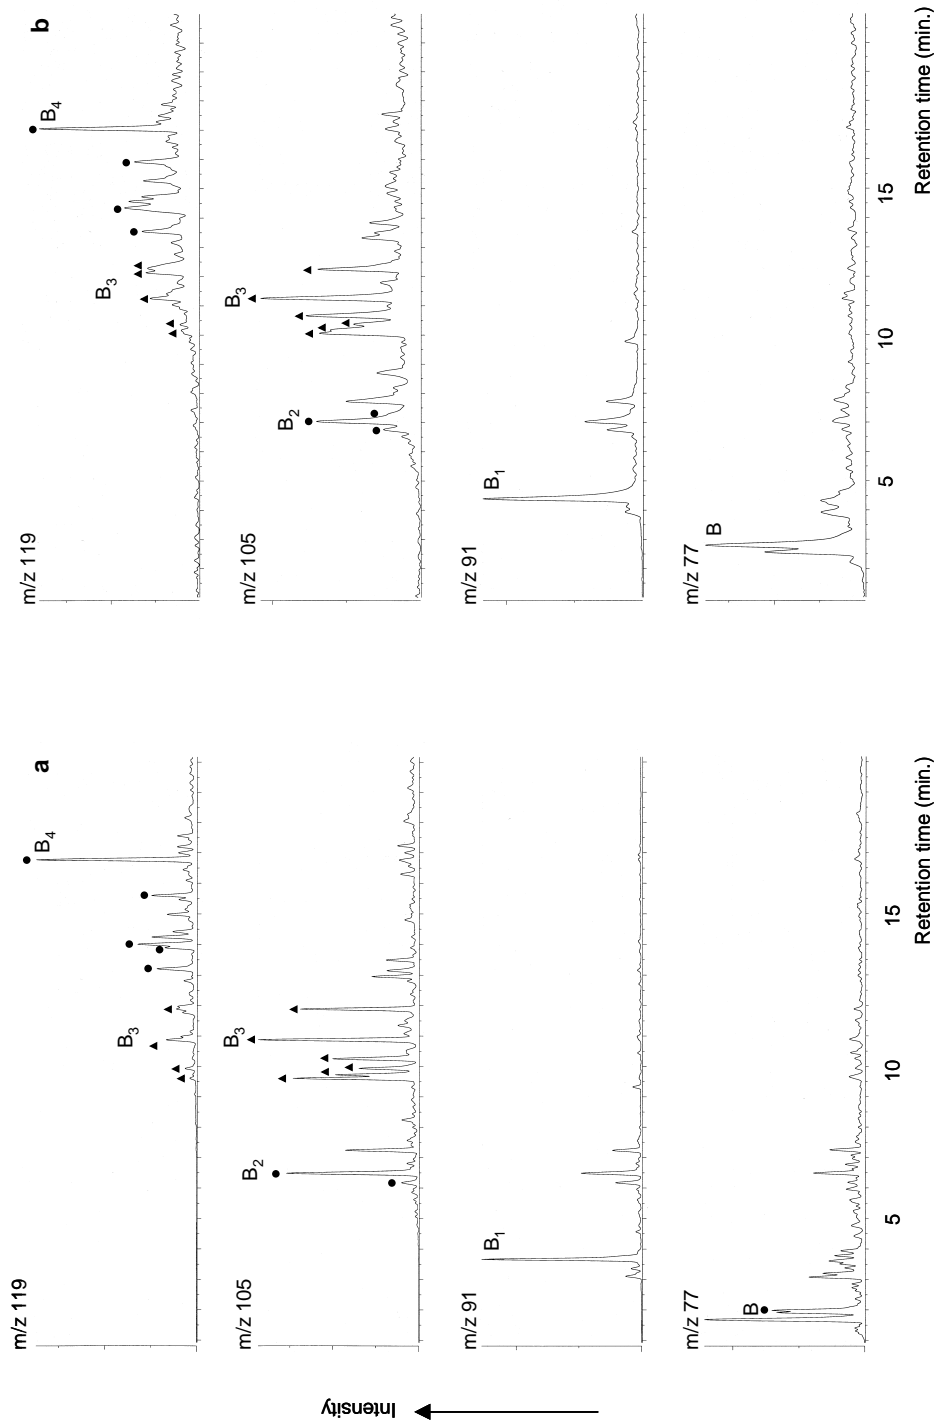 a
m/z 119
B3
B4
m/z 105
B2
B3
m/z 91
B1
m/z 77
B
5
10
15
Retention time (min.)
Intensity
b
m/z 119
B3
B4
m/z 105
B2
B3
m/z 91
B1
m/z 77
B
5
10
15
Retention time (min.)